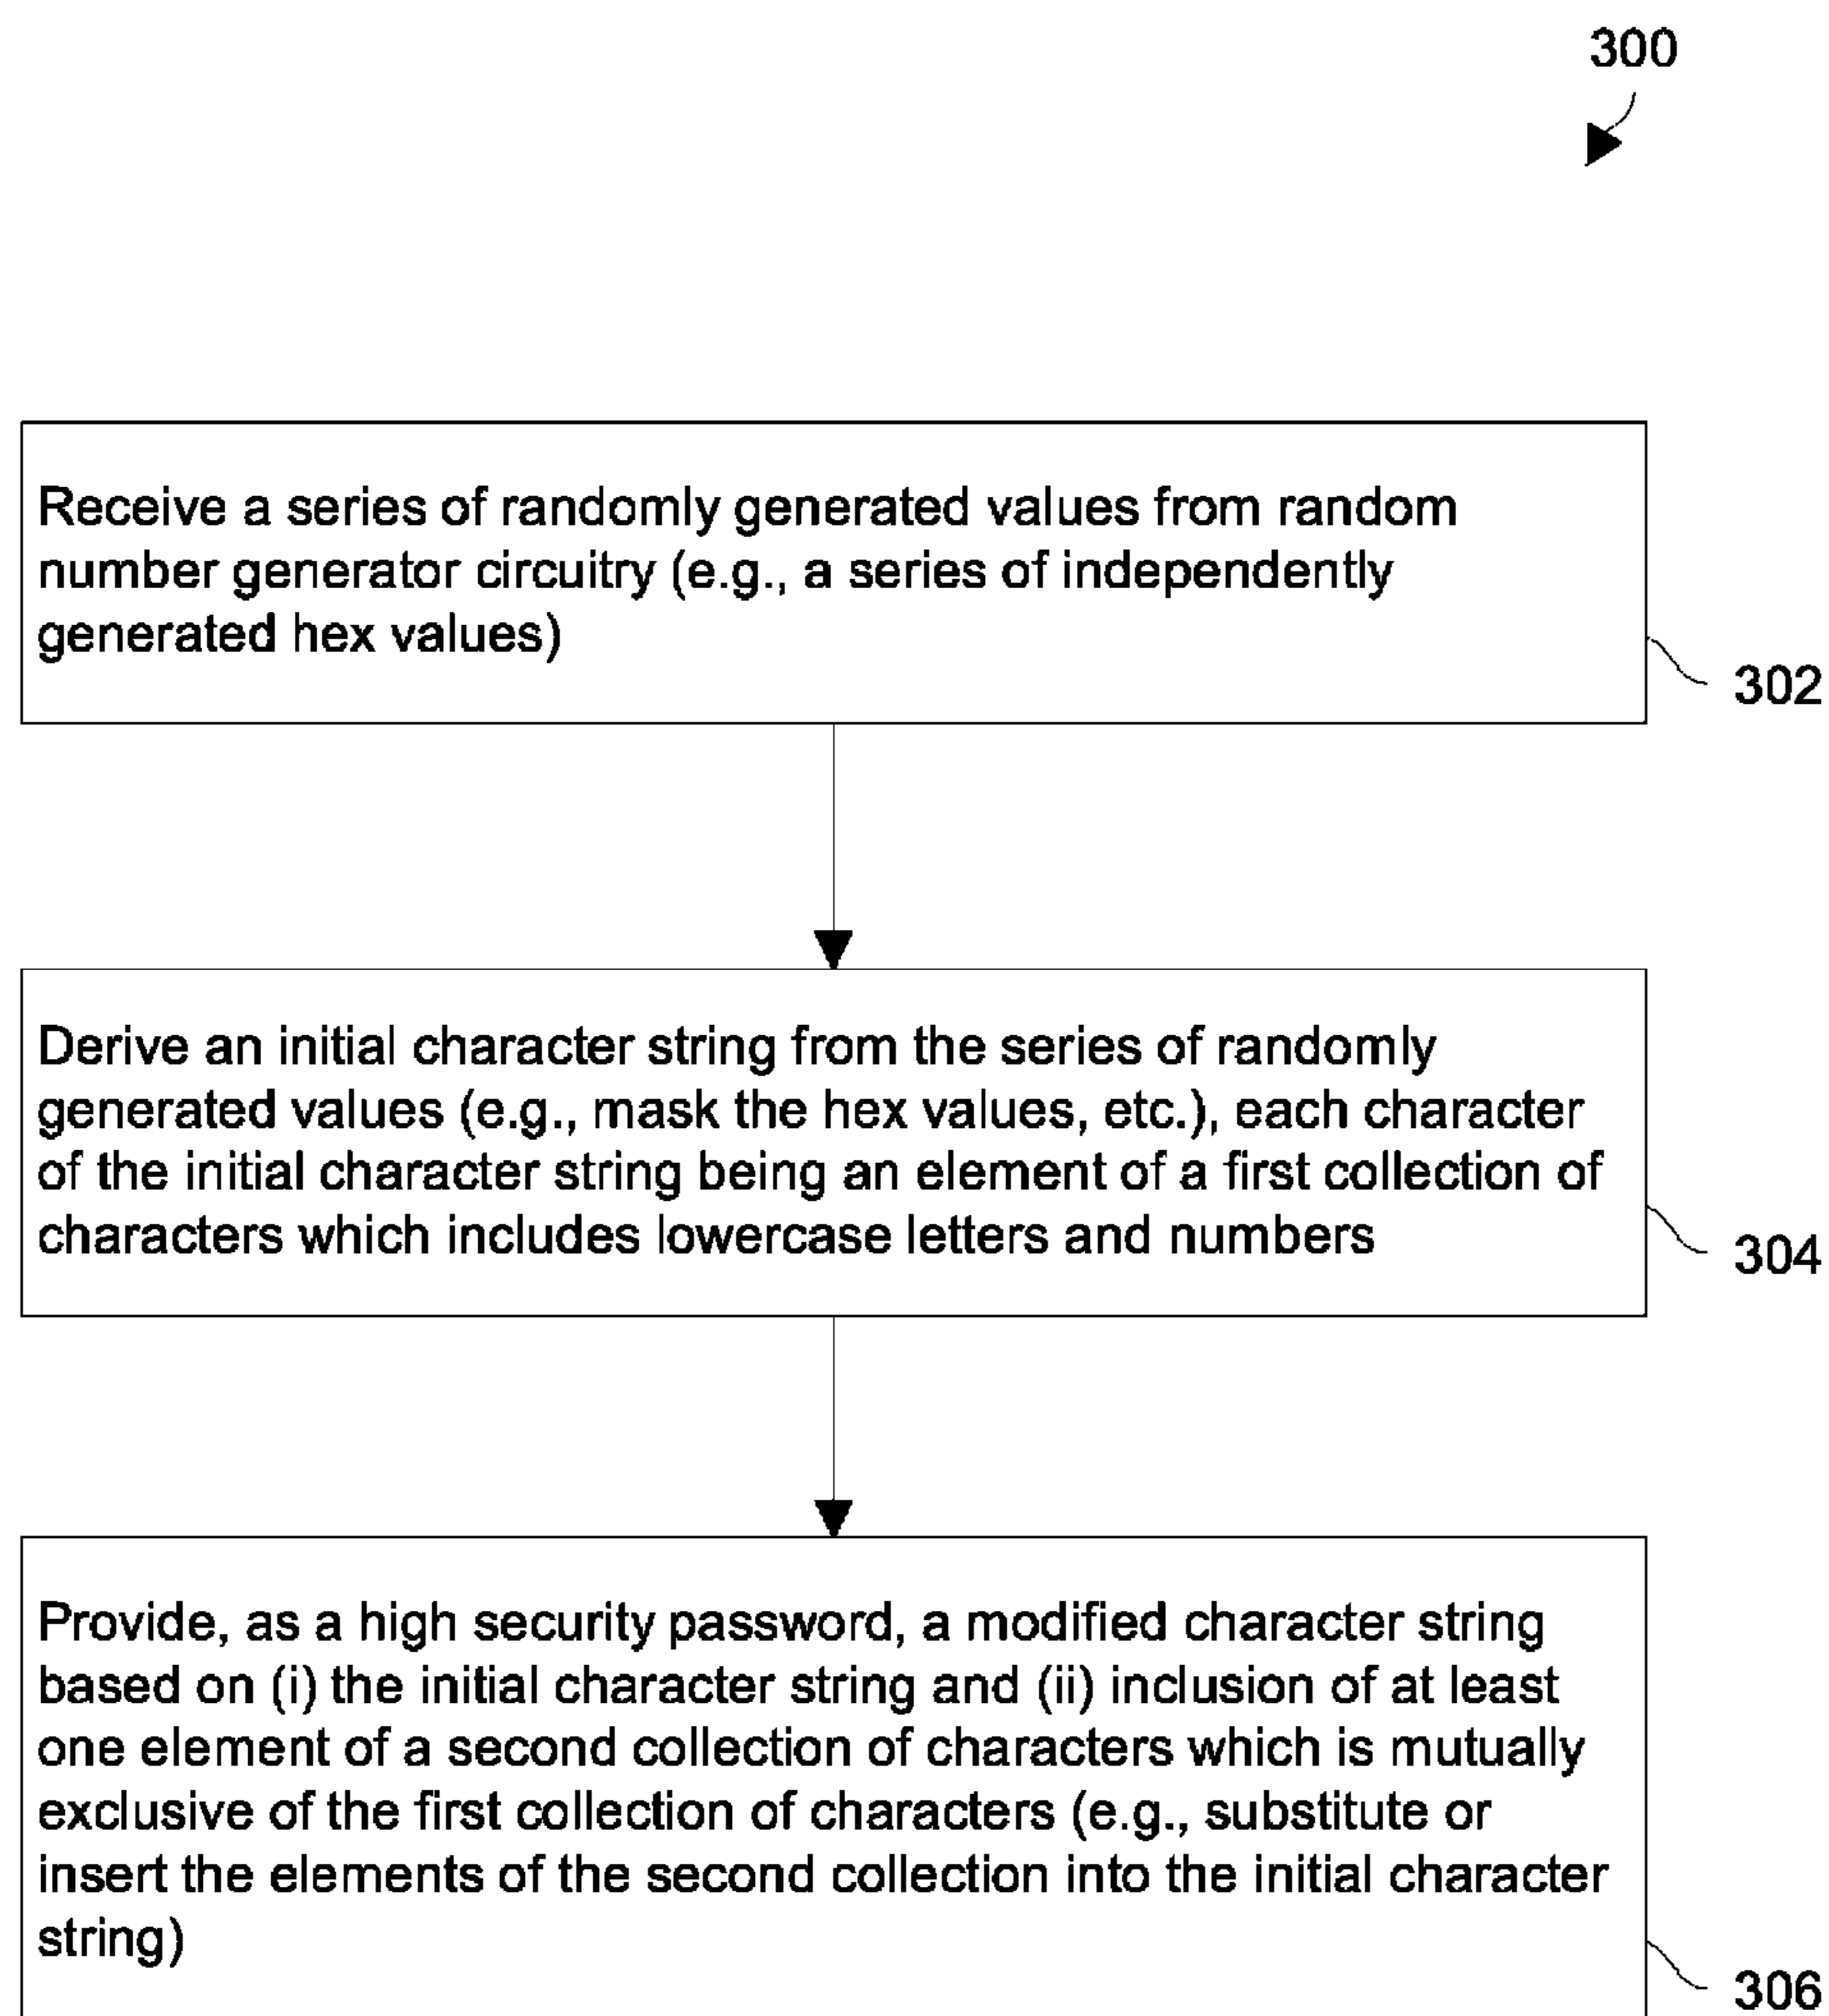 300
Receive a series of randomly generated values from random
number generator circuitry (e.g., a series of independently
generated hex values)
302
Derive an initial character string from the series of randomly
generated values (e.g., mask the hex values, etc.), each character
of the initial character string being an element of a first collection of
characters which includes lowercase letters and numbers
304
Provide, as a high security password, a modified character string
based on (i) the initial character string and (ii) inclusion of at least
one element of a second collection of characters which is mutually
exclusive of the first collection of characters (e.g., substitute or
insert the elements of the second collection into the initial character
string)
306